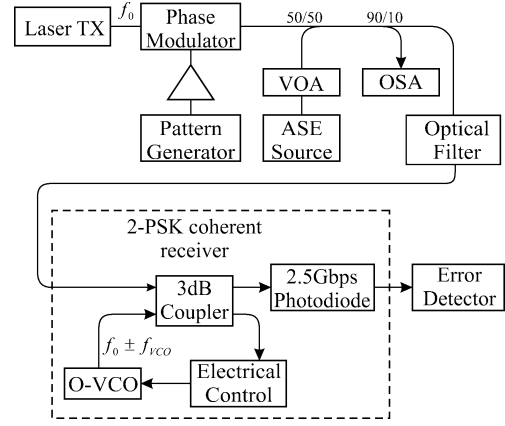 Laser TX
f0
Phase
Modulator
50/50
90/10
VOA
OSA
Pattern
Generator
ASE
Source
Optical
Filter
2-PSK coherent
receiver
3dB
Coupler
2.5Gbps
Photodiode
Error
Detector
f0 ± fVCO
O-VCO
Electrical
Control